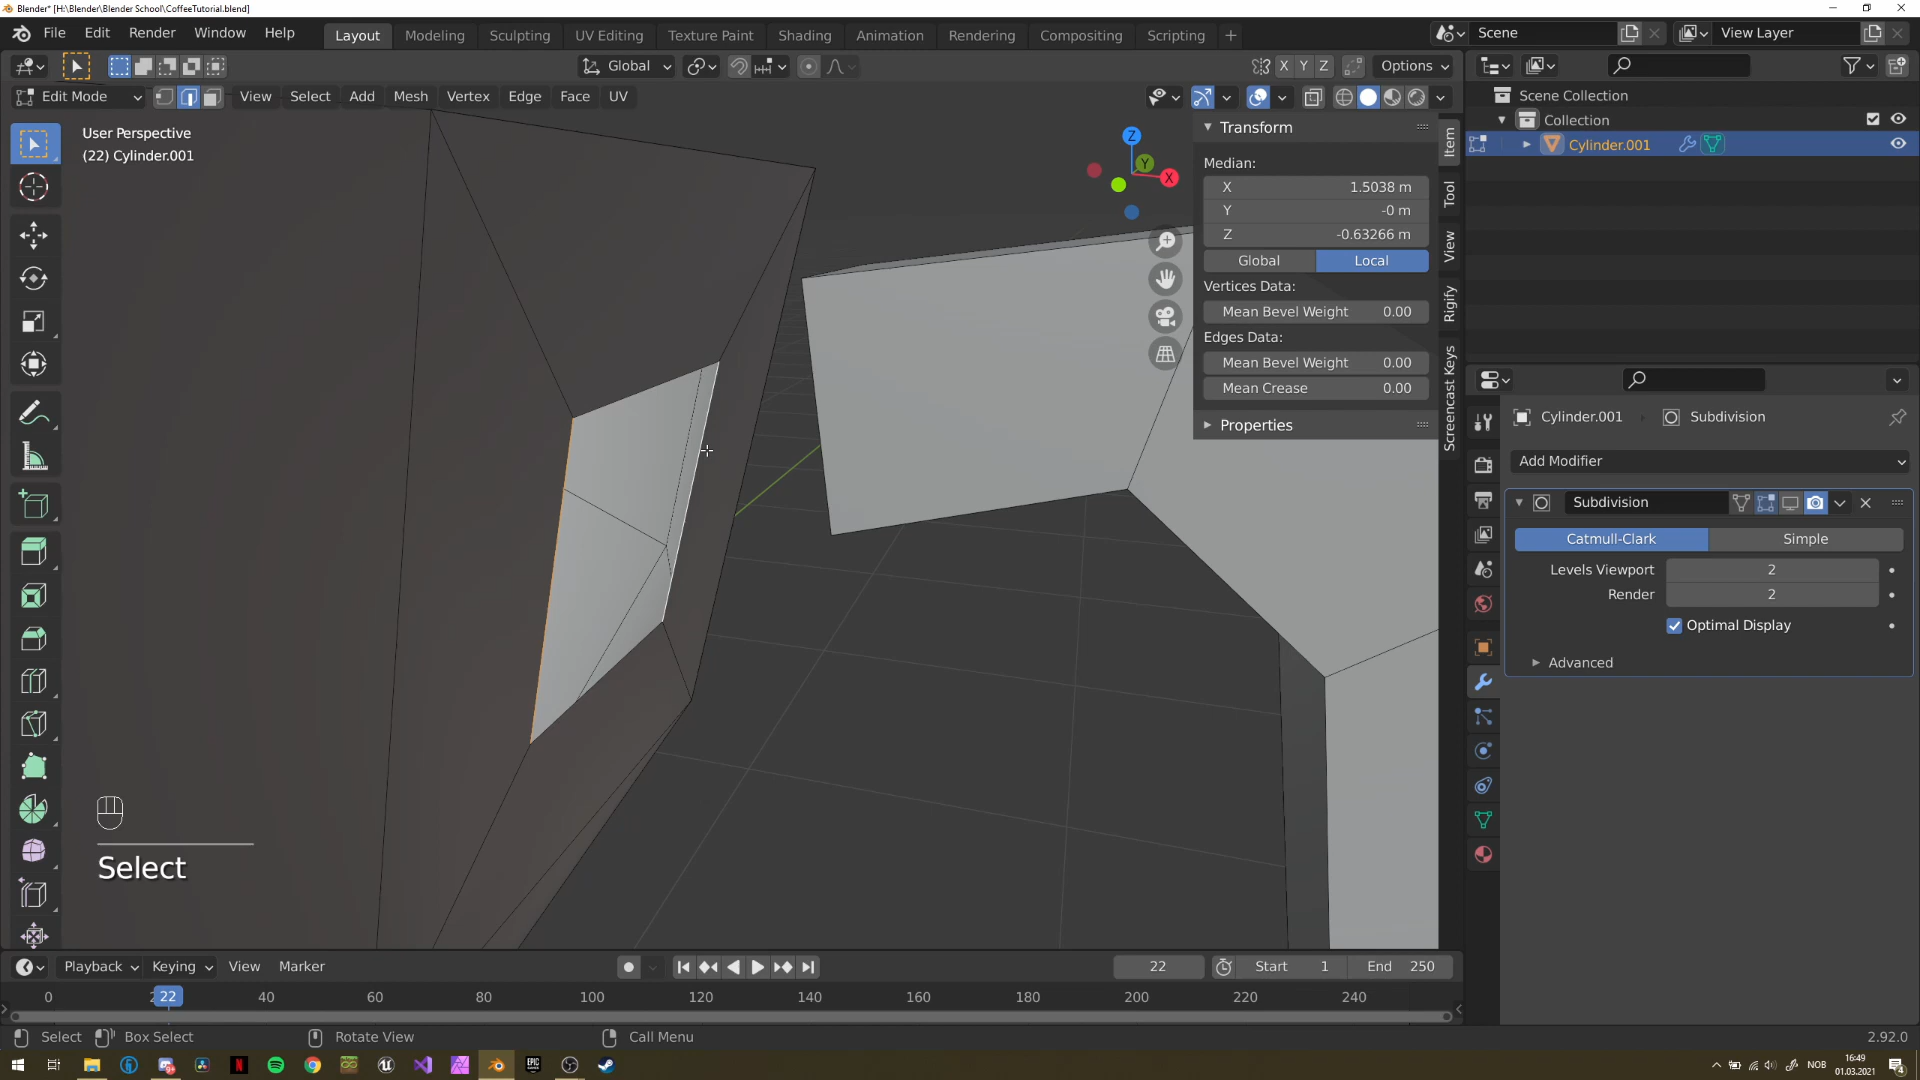 Blender* [H:\Blender\Blender School\CoffeeTutorial.blend]
File Edit Render Window Help Layout Modeling Sculpting UV Editing Texture Paint Shading Animation Rendering Compositing Scripting + Scene View Layer
Global X Y Z Options
Edit Mode View Select Add Mesh Vertex Edge Face UV
User Perspective
(22) Cylinder.001
Z
Y
X
Transform
Median:
X 1.5038 m
Y -0 m
Z -0.63266 m
Global Local
Vertices Data:
Mean Bevel Weight 0.00
Edges Data:
Mean Bevel Weight 0.00
Mean Crease 0.00
Properties
Item
Tool
View
Rigify
Screencast Keys
Scene Collection
Collection
Cylinder.001
Cylinder.001 Subdivision
Add Modifier
Subdivision
Catmull-Clark Simple
Levels Viewport 2
Render 2
Optimal Display
Advanced
Select
Playback Keying View Marker 22 Start 1 End 250
0 22 40 60 80 100 120 140 160 180 200 220 240
Select Box Select Rotate View Call Menu 2.92.0
NOB
16:49
01.03.2021